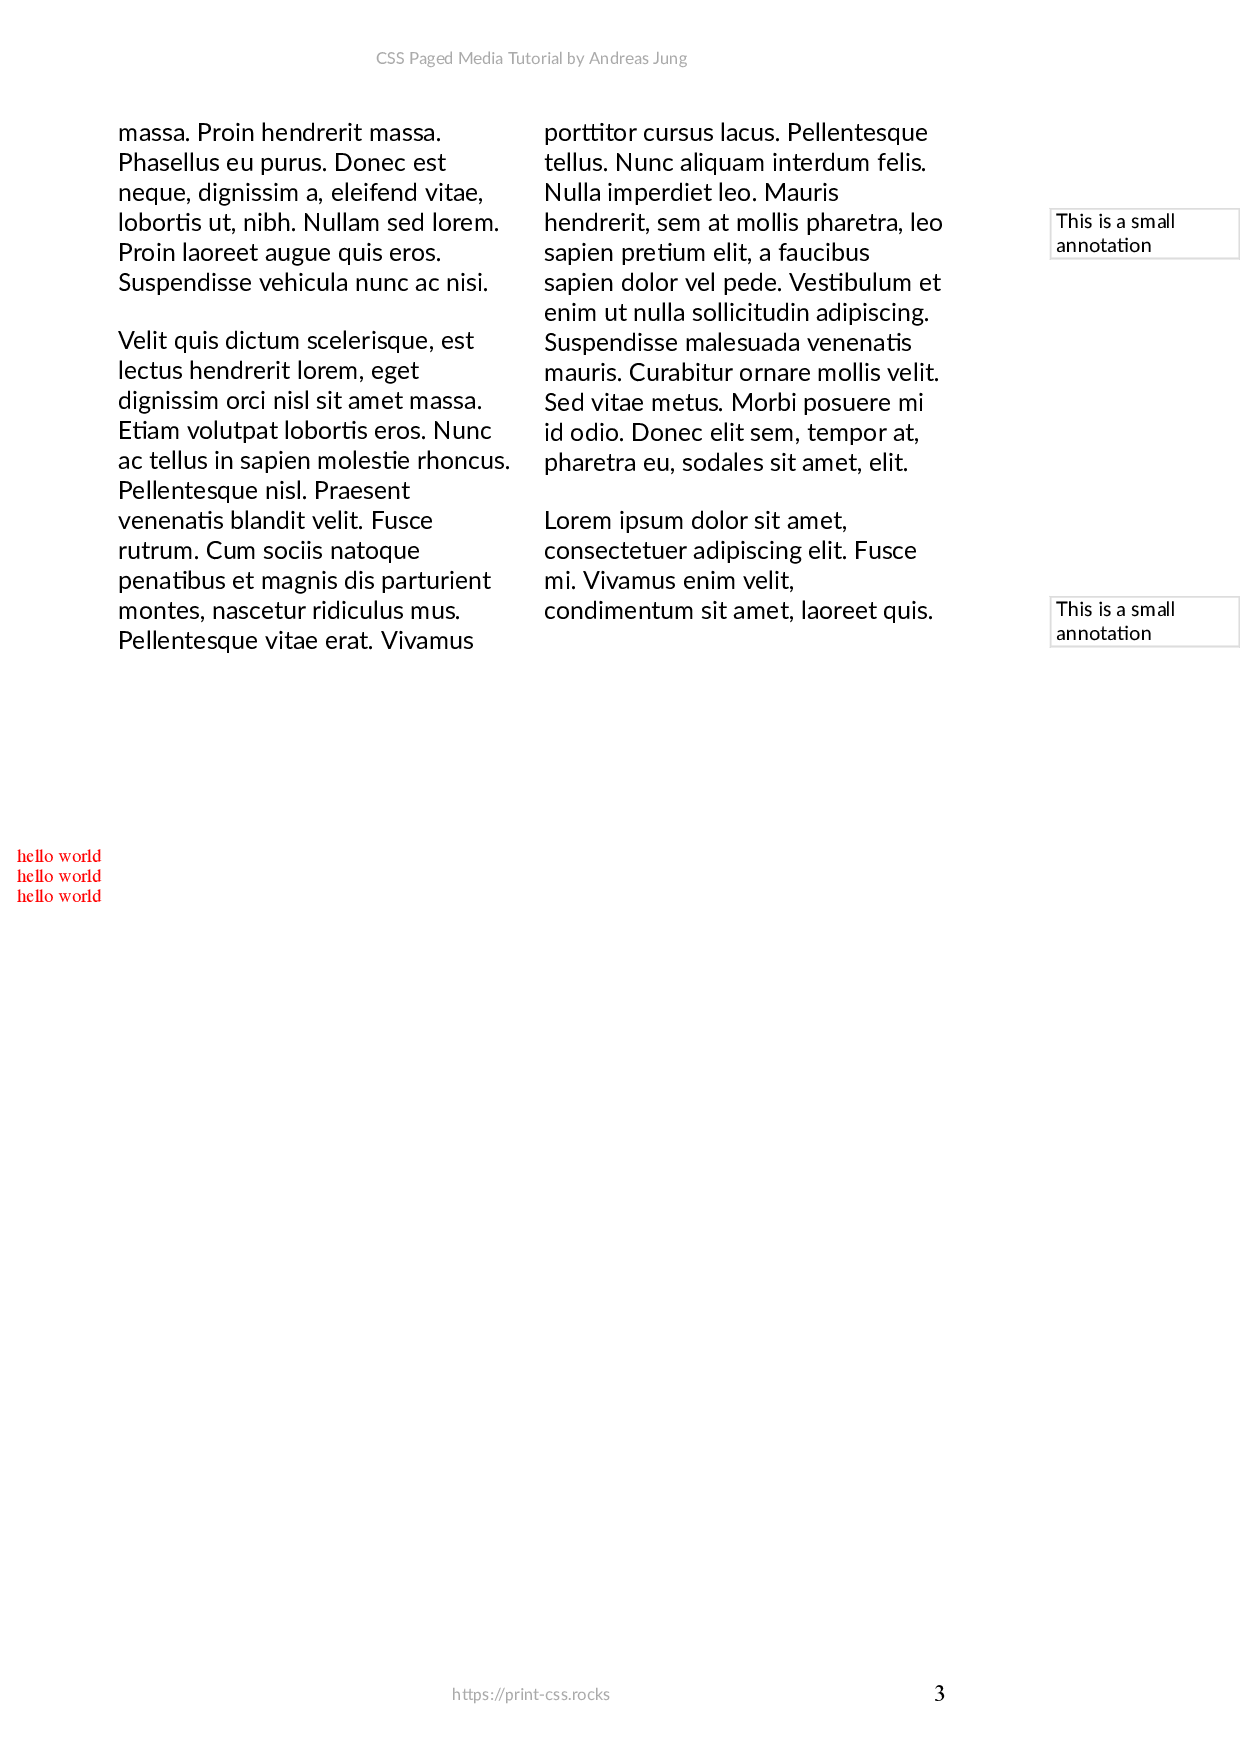 CSS Paged Media Tutorial by Andreas Jung
massa. Proin hendrerit massa.
Phasellus eu purus. Donec est
neque, dignissim a, eleifend vitae,
lobortis ut, nibh. Nullam sed lorem.
Proin laoreet augue quis eros.
Suspendisse vehicula nunc ac nisi.
Velit quis dictum scelerisque, est
lectus hendrerit lorem, eget
dignissim orci nisl sit amet massa.
Etiam volutpat lobortis eros. Nunc
ac tellus in sapien molestie rhoncus.
Pellentesque nisl. Praesent
venenatis blandit velit. Fusce
rutrum. Cum sociis natoque
penatibus et magnis dis parturient
montes, nascetur ridiculus mus.
Pellentesque vitae erat. Vivamus
porttitor cursus lacus. Pellentesque
tellus. Nunc aliquam interdum felis.
Nulla imperdiet leo. Mauris
hendrerit, sem at mollis pharetra, leo
sapien pretium elit, a faucibus
sapien dolor vel pede. Vestibulum et
enim ut nulla sollicitudin adipiscing.
Suspendisse malesuada venenatis
mauris. Curabitur ornare mollis velit.
Sed vitae metus. Morbi posuere mi
id odio. Donec elit sem, tempor at,
pharetra eu, sodales sit amet, elit.
Lorem ipsum dolor sit amet,
consectetuer adipiscing elit. Fusce
mi. Vivamus enim velit,
condimentum sit amet, laoreet quis.
This is a small
annotation
This is a small
annotation
hello world
hello world
hello world
https://print-css.rocks
3